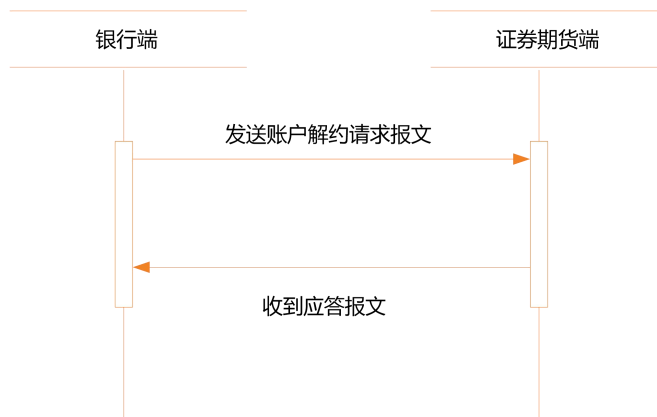 银行端
证券期货端
发送账户解约请求报文
收到应答报文